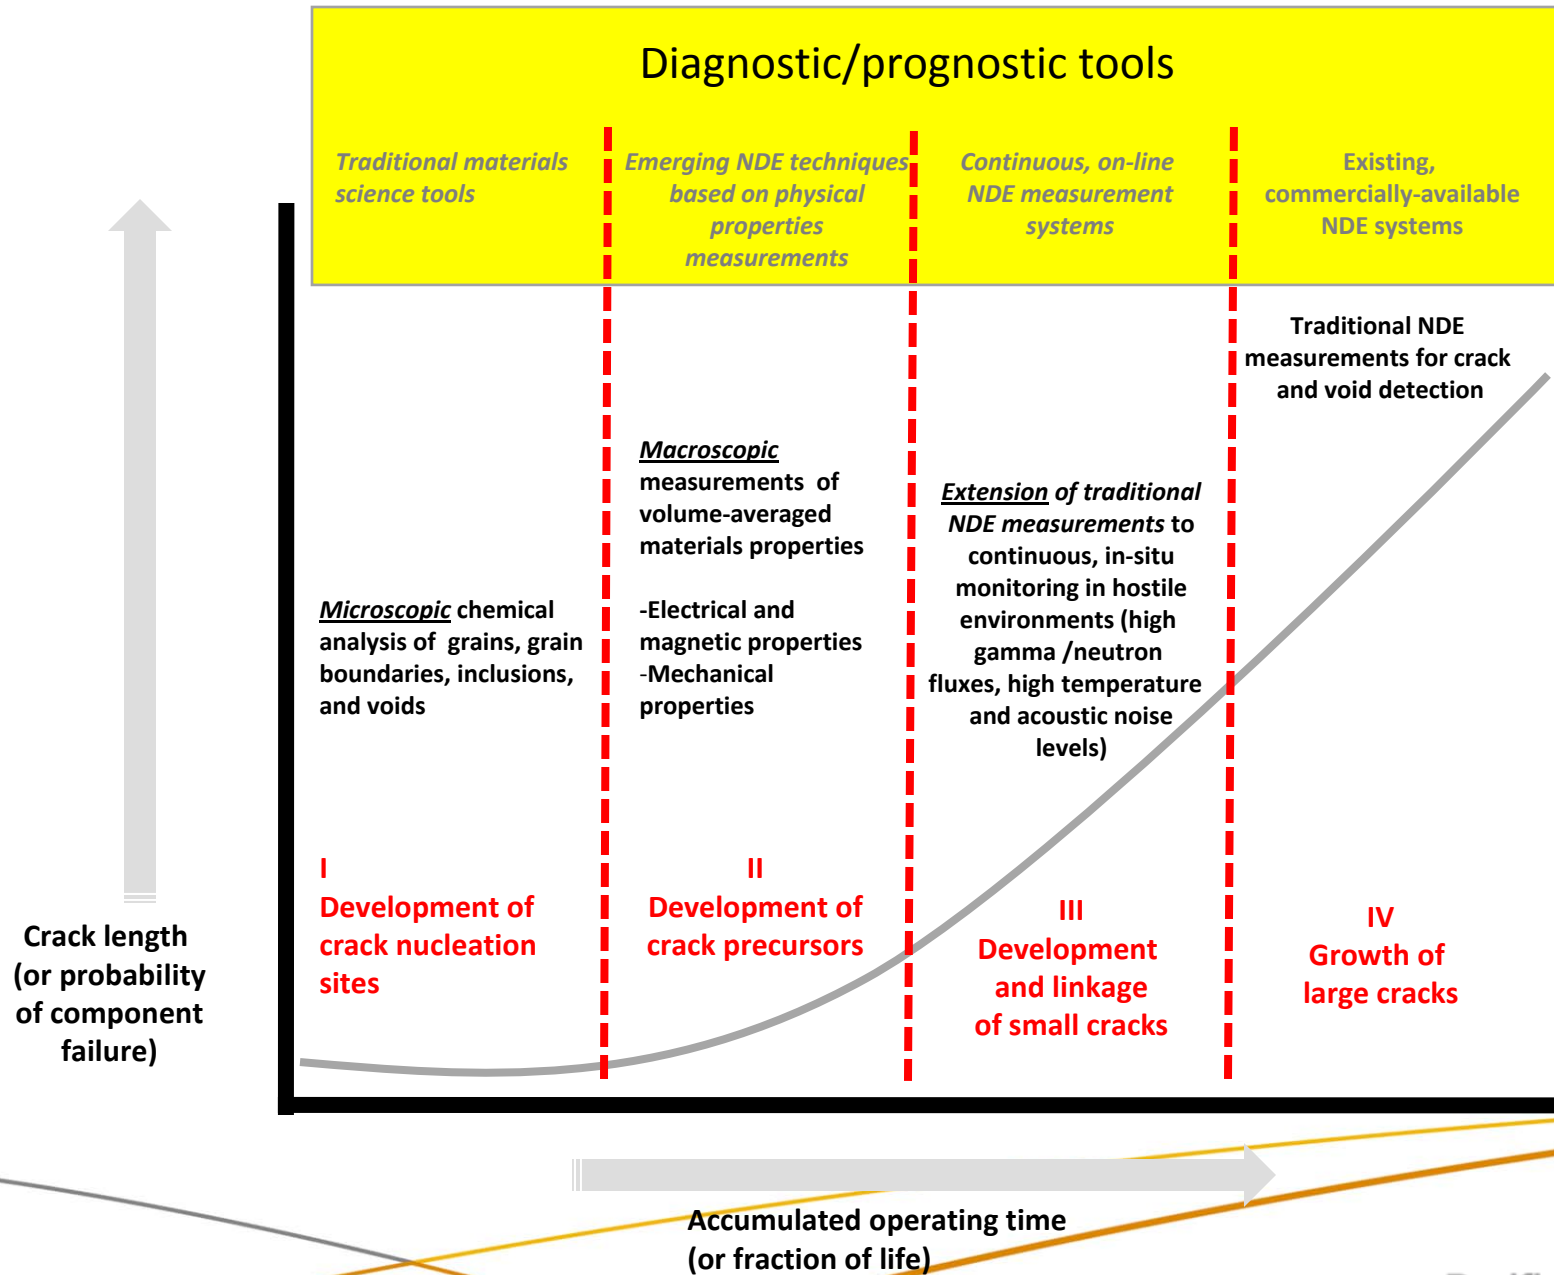 Diagnostic/prognostic tools
Traditional materials
science tools
Emerging NDE techniques
based on physical
properties
measurements
Continuous, on-line
NDE measurement
systems
Existing,
commercially-available
NDE systems
Traditional NDE
measurements for crack
and void detection
Macroscopic
measurements of
volume-averaged
materials properties
-Electrical and
magnetic properties
-Mechanical
properties
Extension of traditional
NDE measurements to
continuous, in-situ
monitoring in hostile
environments (high
gamma /neutron
fluxes, high temperature
and acoustic noise
levels)
Microscopic chemical
analysis of grains, grain
boundaries, inclusions,
and voids
I
Development of
crack nucleation
sites
II
Development of
crack precursors
III
Development
and linkage
of small cracks
IV
Growth of
large cracks
Crack length
(or probability
of component
failure)
Accumulated operating time
(or fraction of life)